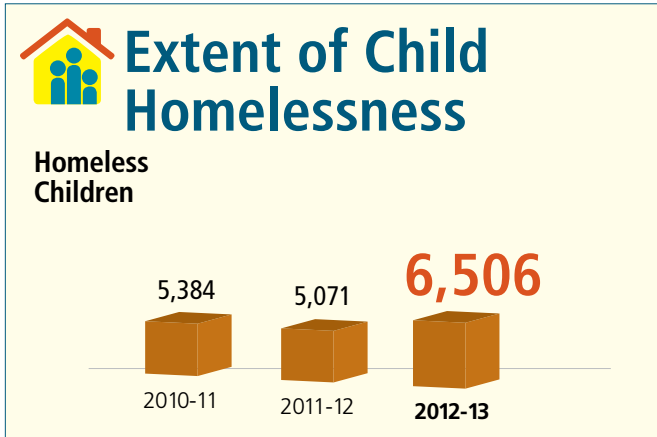 Extent of Child
Homelessness
Homeless
Children
5,384
5,071
6,506
2010-11
2011-12
2012-13